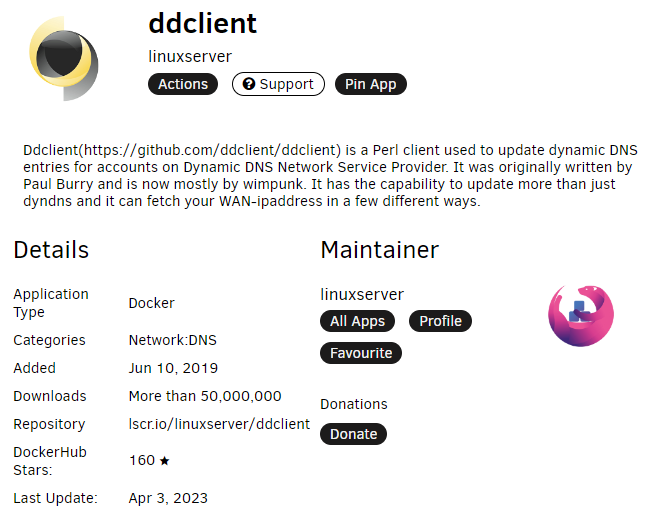 ddclient
linuxserver
Actions
? Support
Pin App
Ddclient(https://github.com/ddclient/ddclient) is a Perl client used to update dynamic DNS
entries for accounts on Dynamic DNS Network Service Provider. It was originally written by
Paul Burry and is now mostly by wimpunk. It has the capability to update more than just
dyndns and it can fetch your WAN-ipaddress in a few different ways.
Details
Application
Type
Docker
Categories
Network:DNS
Added
Jun 10, 2019
Downloads
More than 50,000,000
Repository
lscr.io/linuxserver/ddclient
DockerHub
Stars:
160 ★
Last Update:
Apr 3, 2023
Maintainer
linuxserver
All Apps
Profile
Favourite
Donations
Donate